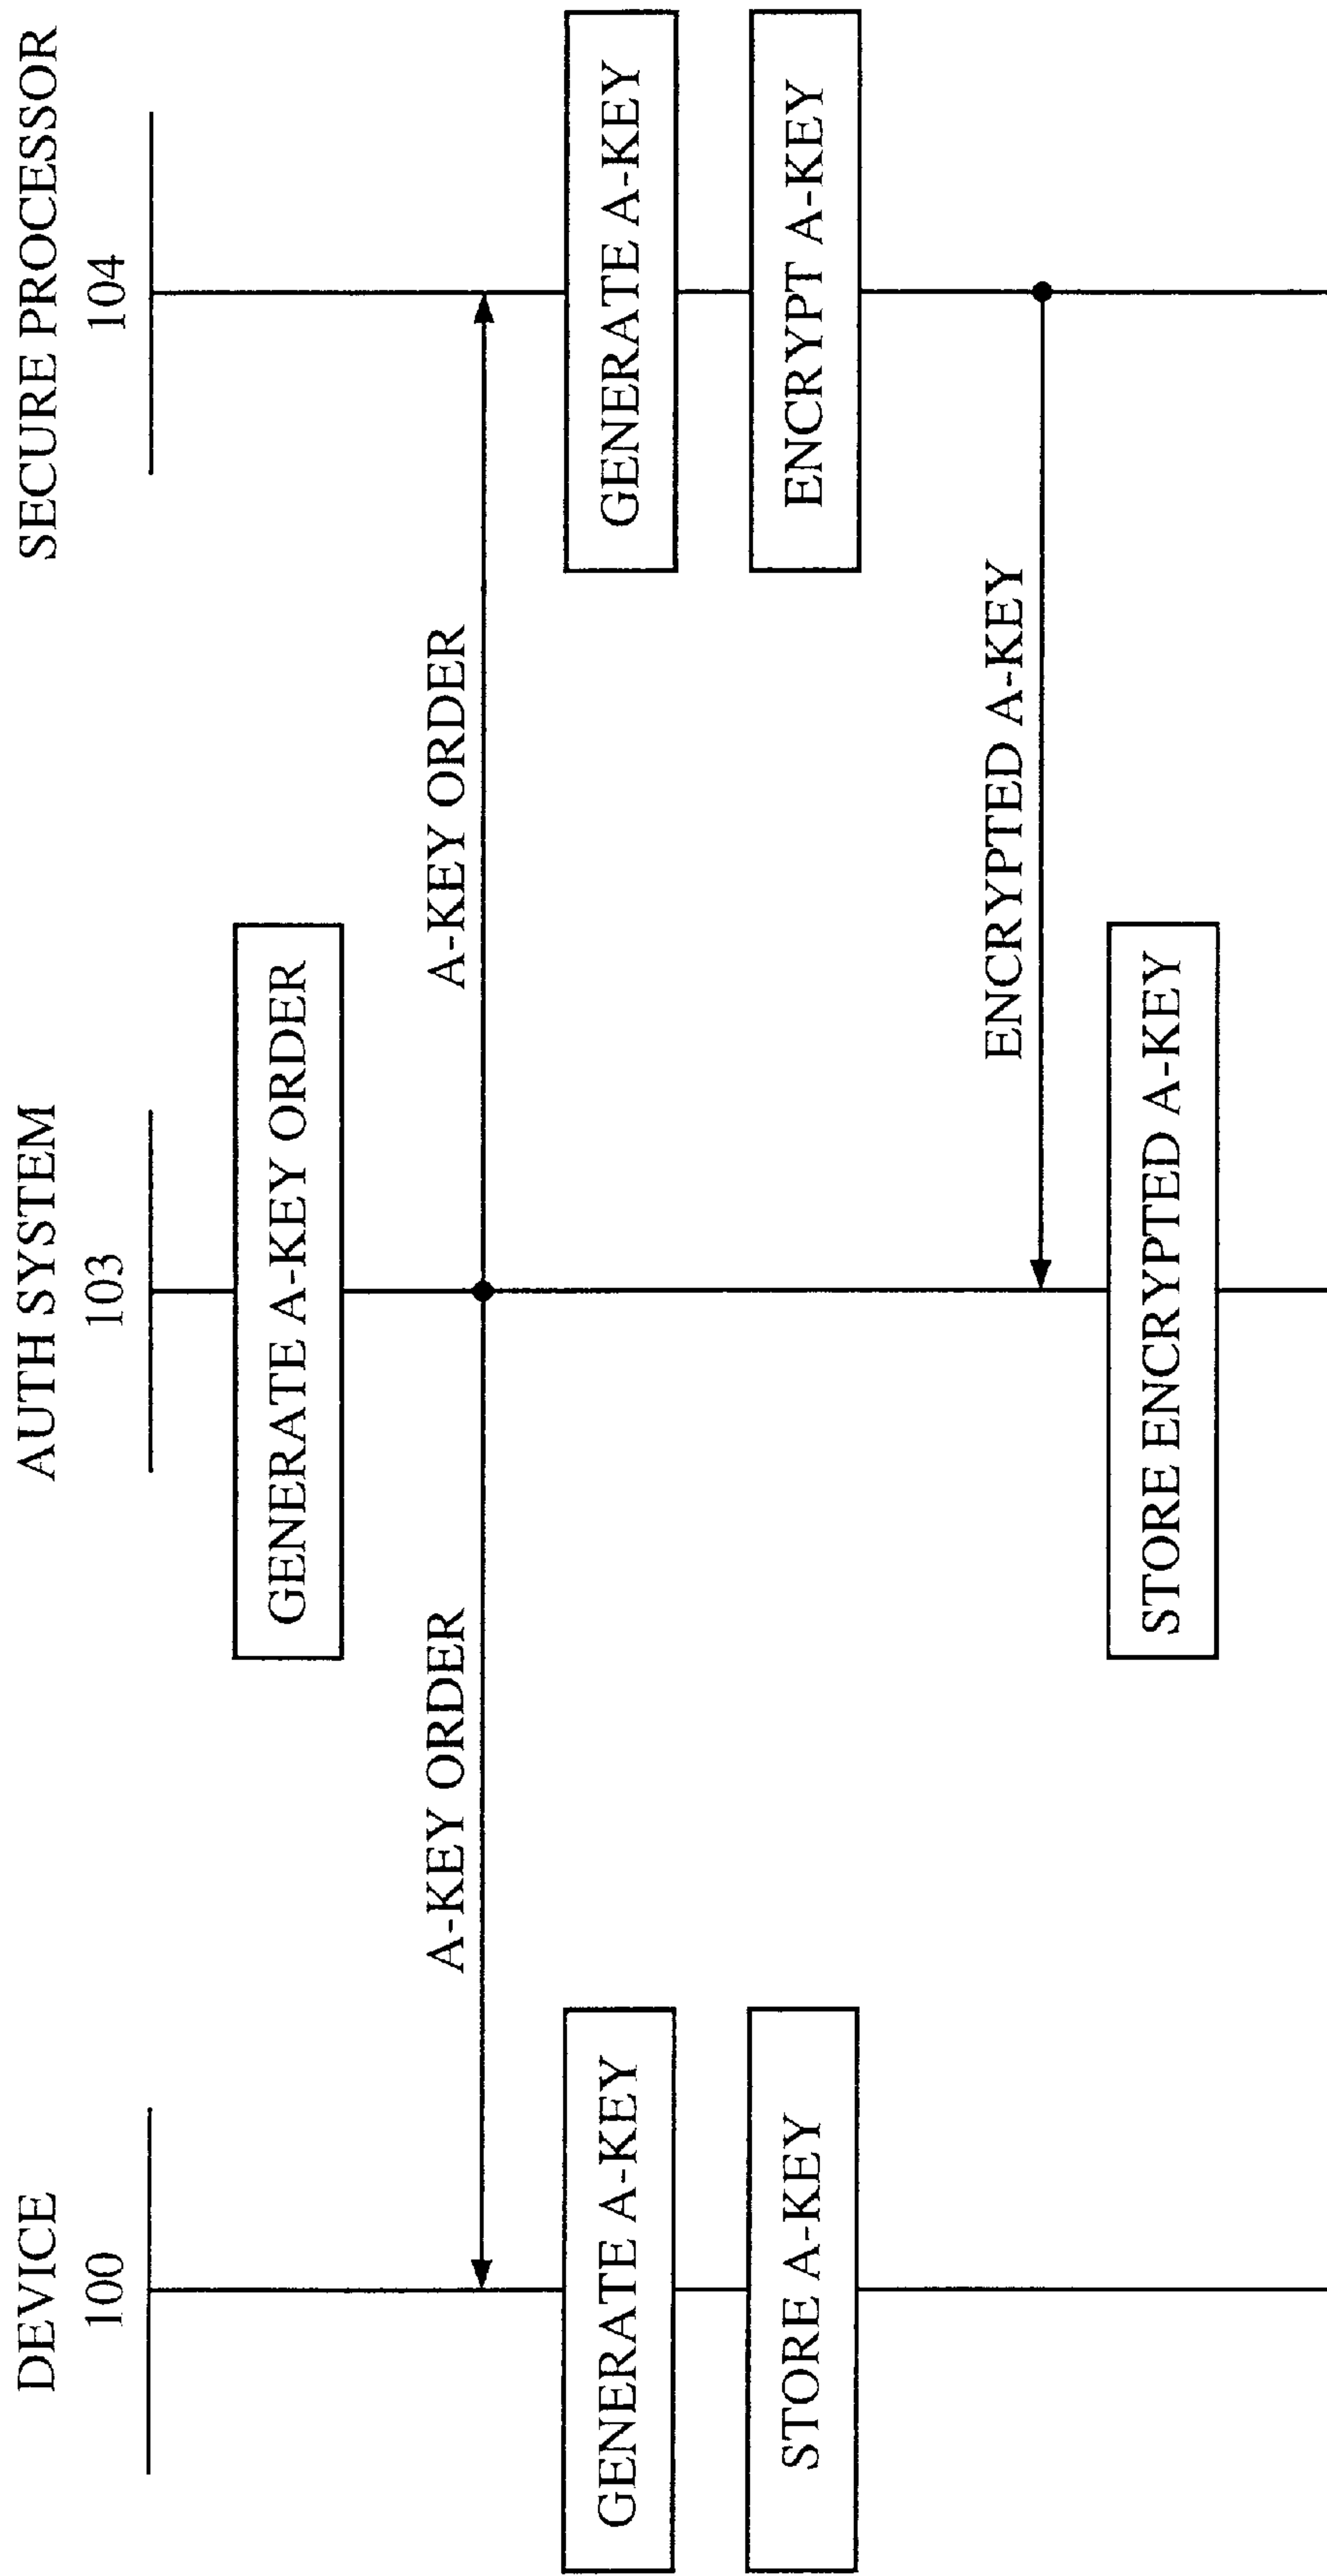 DEVICE
100
AUTH SYSTEM
103
SECURE PROCESSOR
104
GENERATE A-KEY ORDER
A-KEY ORDER
A-KEY ORDER
GENERATE A-KEY
GENERATE A-KEY
STORE A-KEY
ENCRYPT A-KEY
ENCRYPTED A-KEY
STORE ENCRYPTED A-KEY